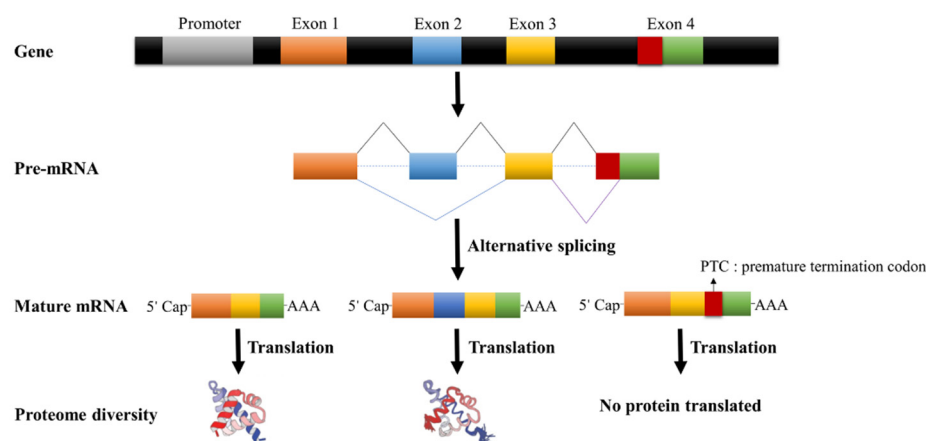 Promoter Exon 1 Exon 2 Exon 3 Exon 4
Gene
Pre-mRNA
Alternative splicing
PTC : premature termination codon
Mature mRNA 5' Cap AAA 5' Cap AAA 5' Cap AAA
Translation Translation Translation
Proteome diversity No protein translated